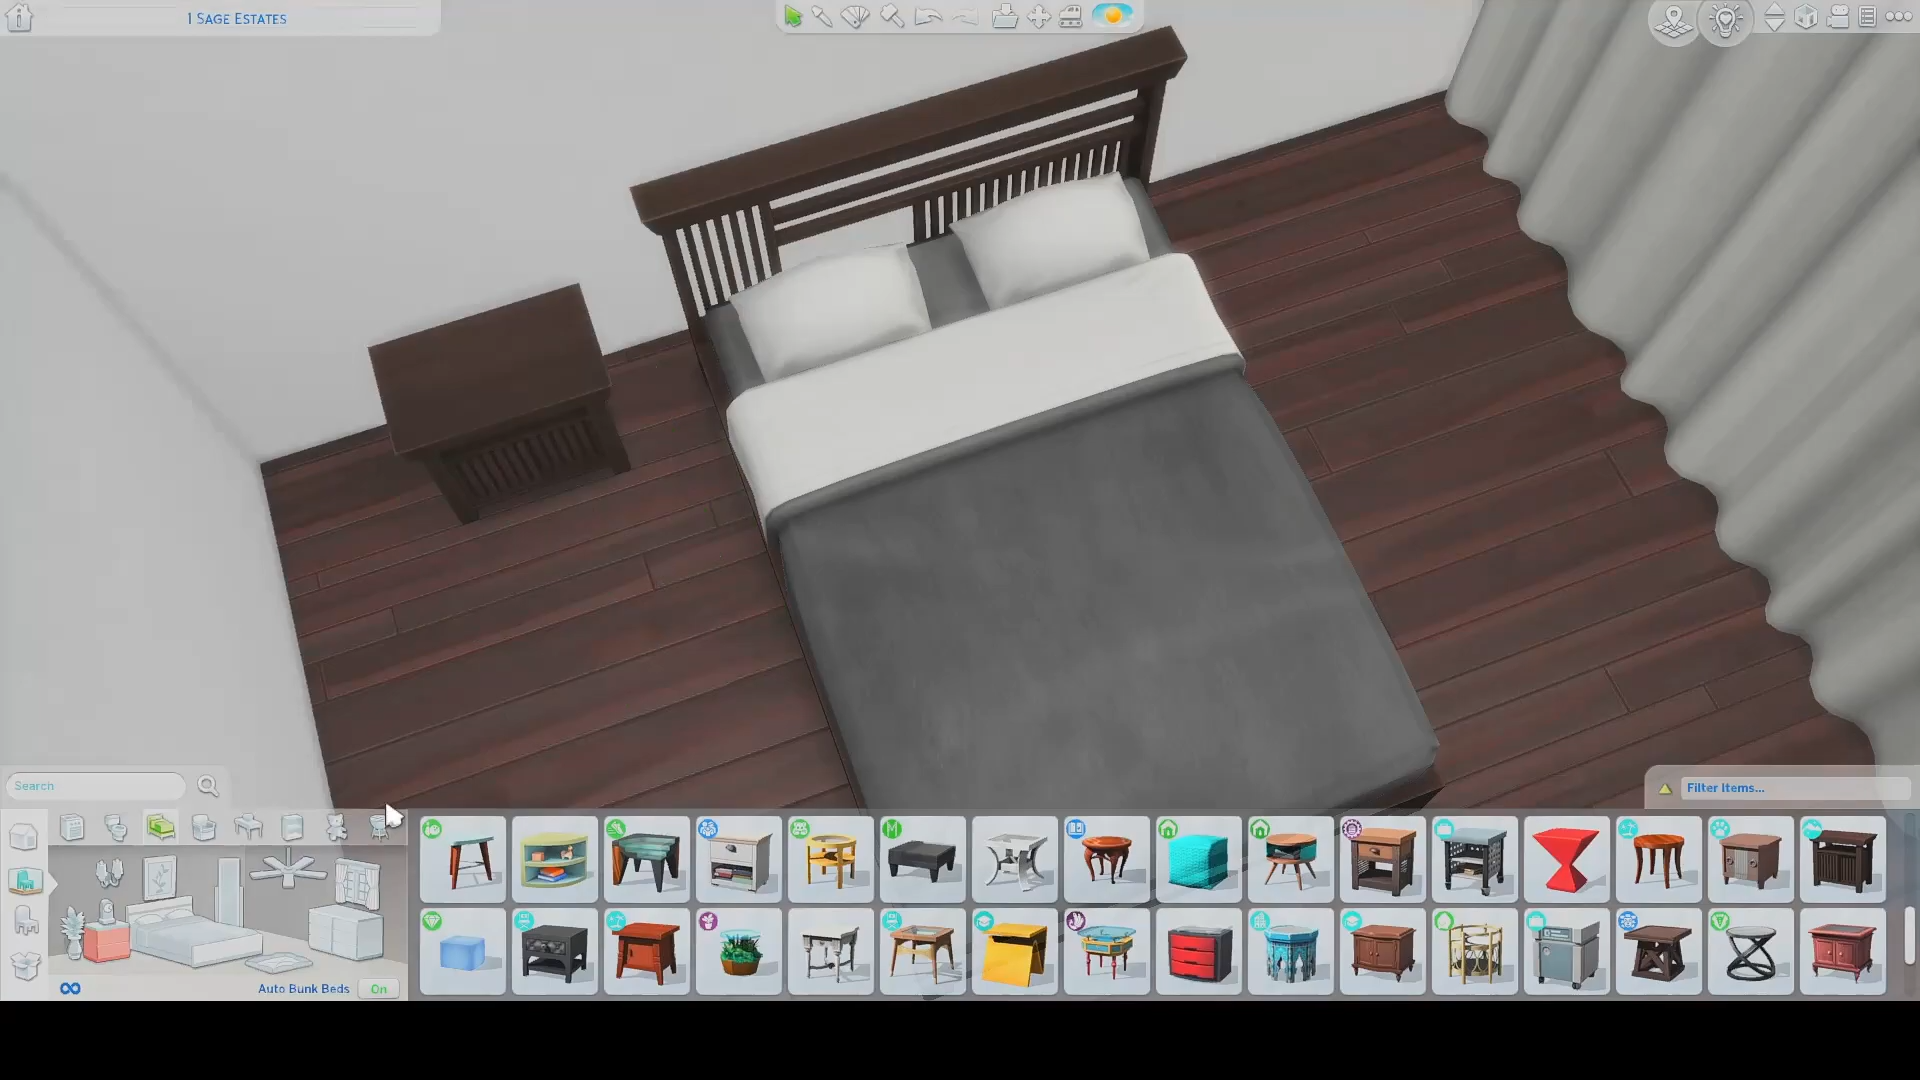 1 SAGE ESTATES
Search
Filter Items...
M
Auto Bunk Beds On